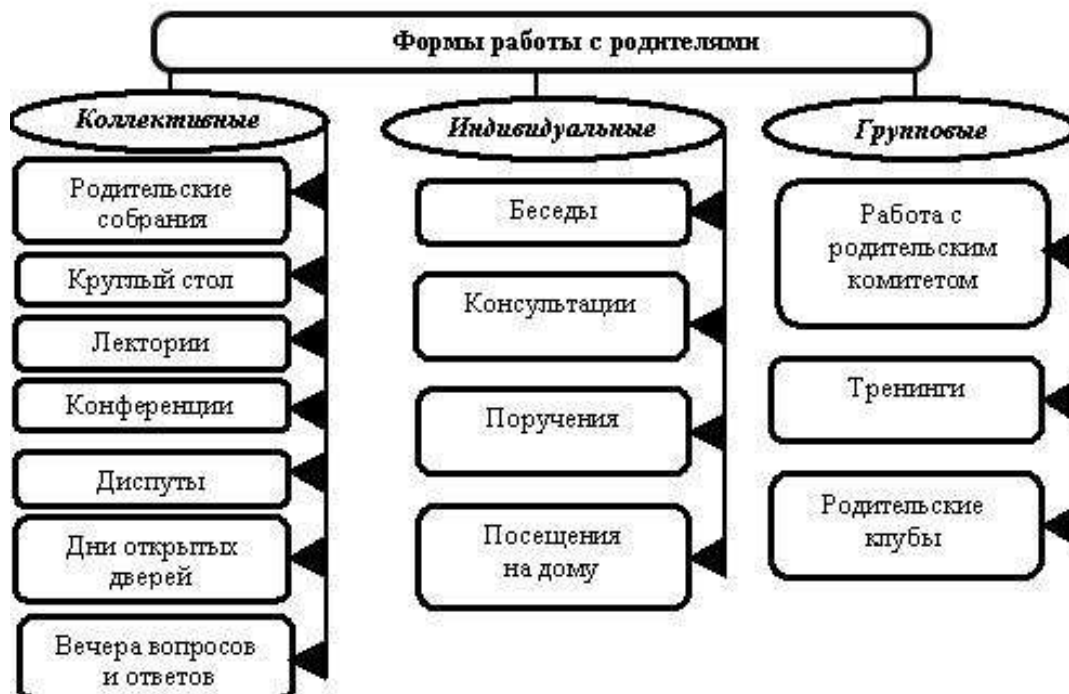 Формы работы с родителями
Коллективные
Родительские
собрания
Круглый стол
Лектории
Конференции
Диспуты
Дни открытых
дверей
Вечера вопросов
и ответов
Индивидуальные
Беседы
Консультации
Поручения
Посещения
на дому
Групповые
Работа с
родительским
комитетом
Тренинги
Родительские
клубы